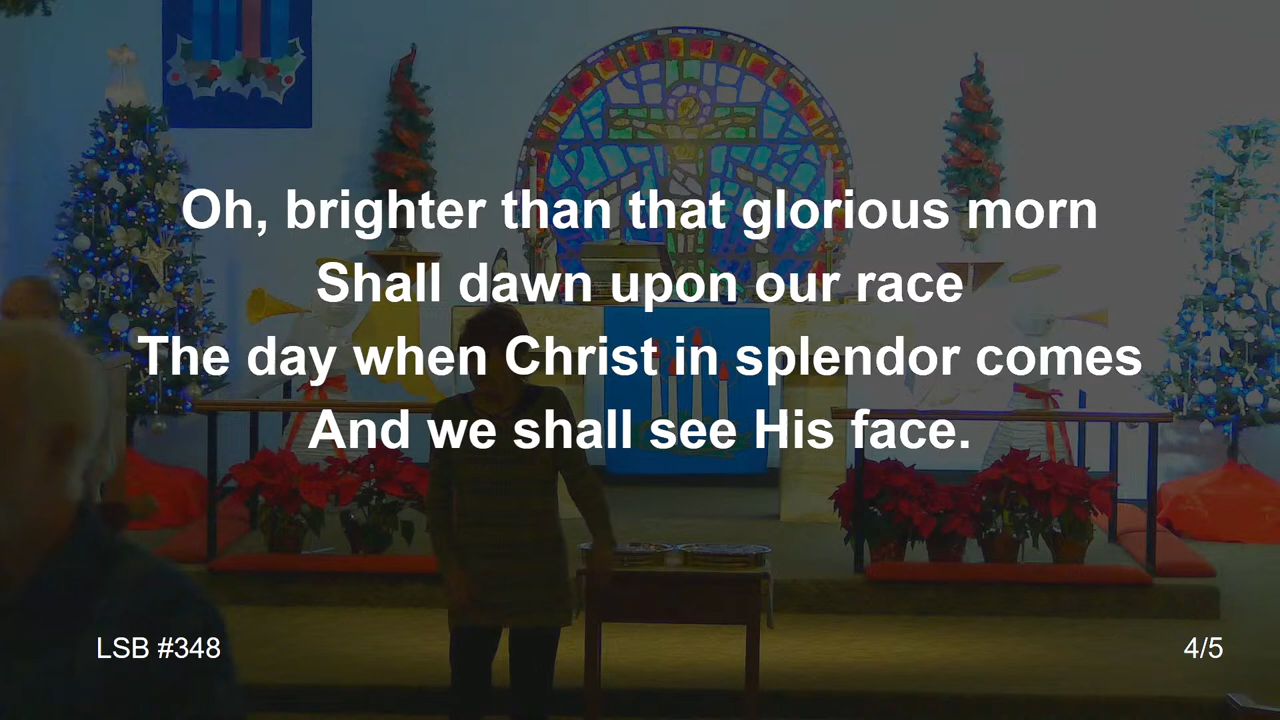 Oh, brighter than that glorious morn
Shall dawn upon our race
The day when Christ in splendor comes
And we shall see His face.
LSB #348
4/5